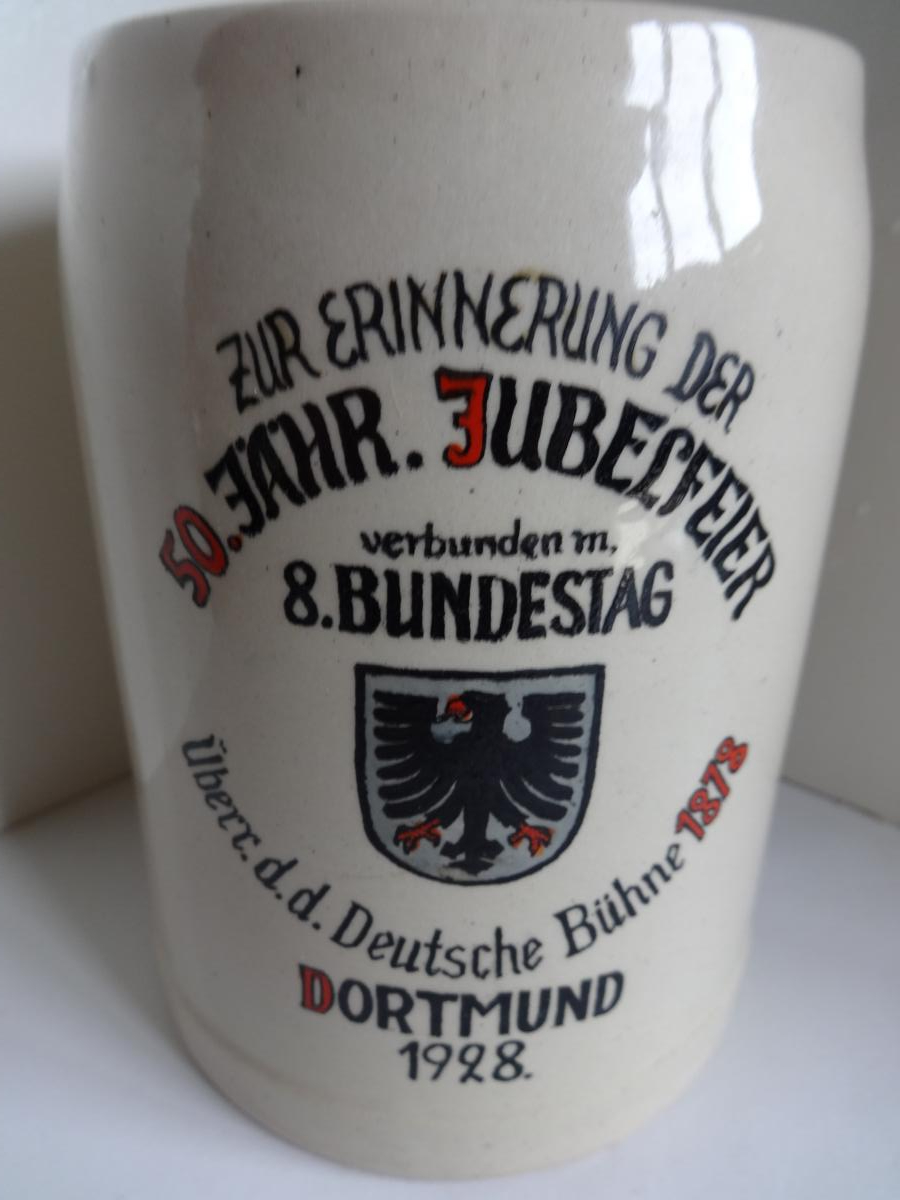 ZUR ERINNERUNG DER
50. JÄHR. JUBELFEIER
verbunden m.
8. BUNDESTAG
Überr. d. d. Deutsche Bühne 1878
DORTMUND
1928.